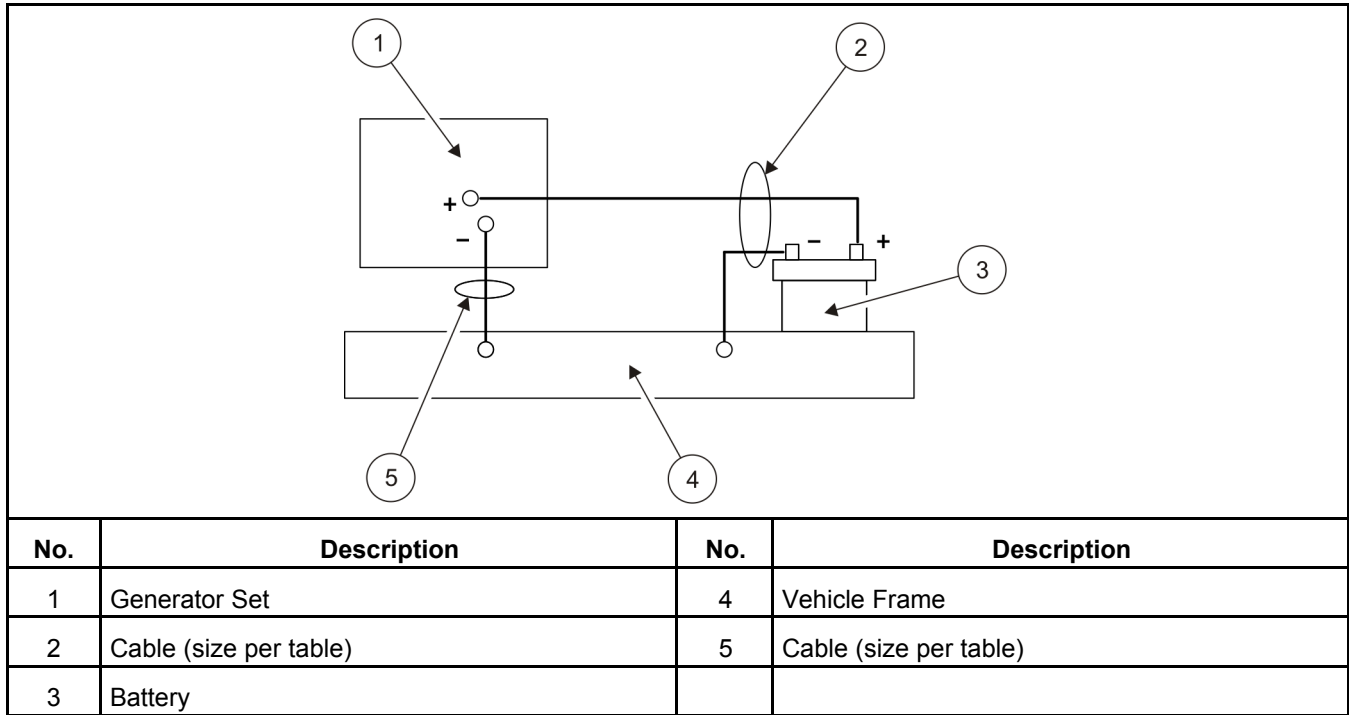 1
2
+
−
− +
3
5
4
No. Description No. Description
1 Generator Set 4 Vehicle Frame
2 Cable (size per table) 5 Cable (size per table)
3 Battery